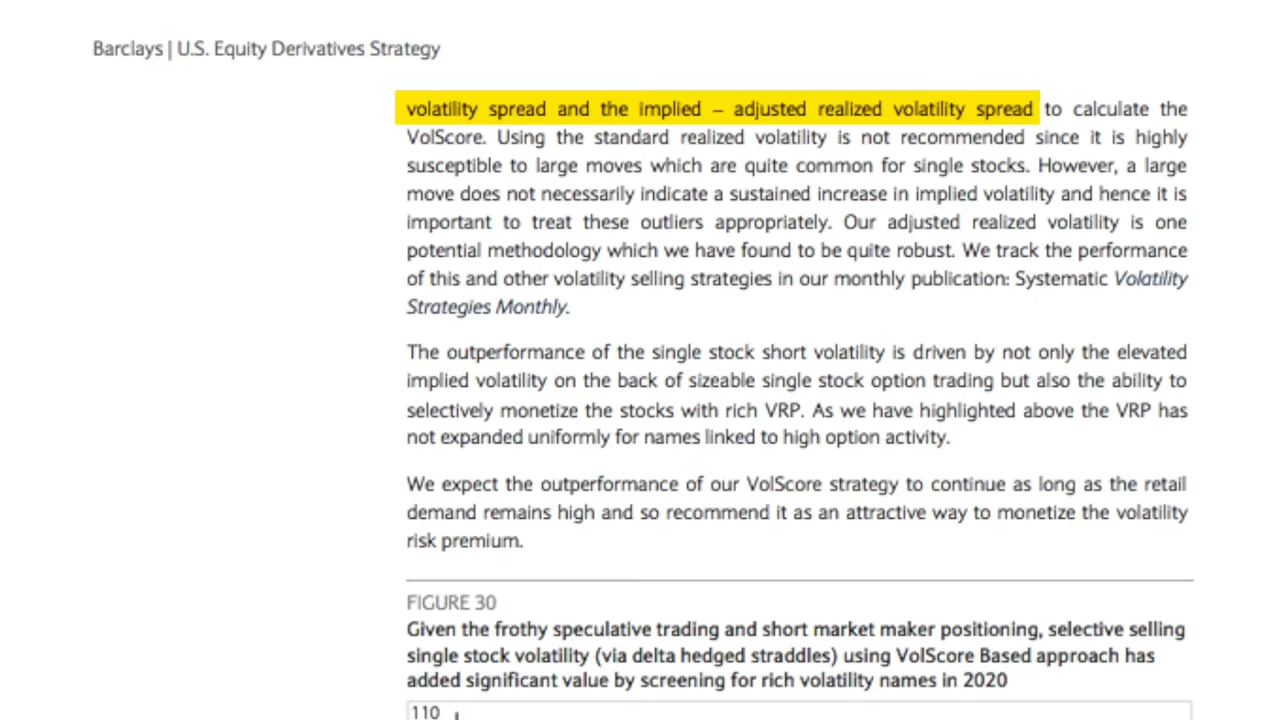 Barclays | U.S. Equity Derivatives Strategy
volatility spread and the implied – adjusted realized volatility spread to calculate the
VolScore. Using the standard realized volatility is not recommended since it is highly
susceptible to large moves which are quite common for single stocks. However, a large
move does not necessarily indicate a sustained increase in implied volatility and hence it is
important to treat these outliers appropriately. Our adjusted realized volatility is one
potential methodology which we have found to be quite robust. We track the performance
of this and other volatility selling strategies in our monthly publication: Systematic Volatility
Strategies Monthly.
The outperformance of the single stock short volatility is driven by not only the elevated
implied volatility on the back of sizeable single stock option trading but also the ability to
selectively monetize the stocks with rich VRP. As we have highlighted above the VRP has
not expanded uniformly for names linked to high option activity.
We expect the outperformance of our VolScore strategy to continue as long as the retail
demand remains high and so recommend it as an attractive way to monetize the volatility
risk premium.
FIGURE 30
Given the frothy speculative trading and short market maker positioning, selective selling
single stock volatility (via delta hedged straddles) using VolScore Based approach has
added significant value by screening for rich volatility names in 2020
110